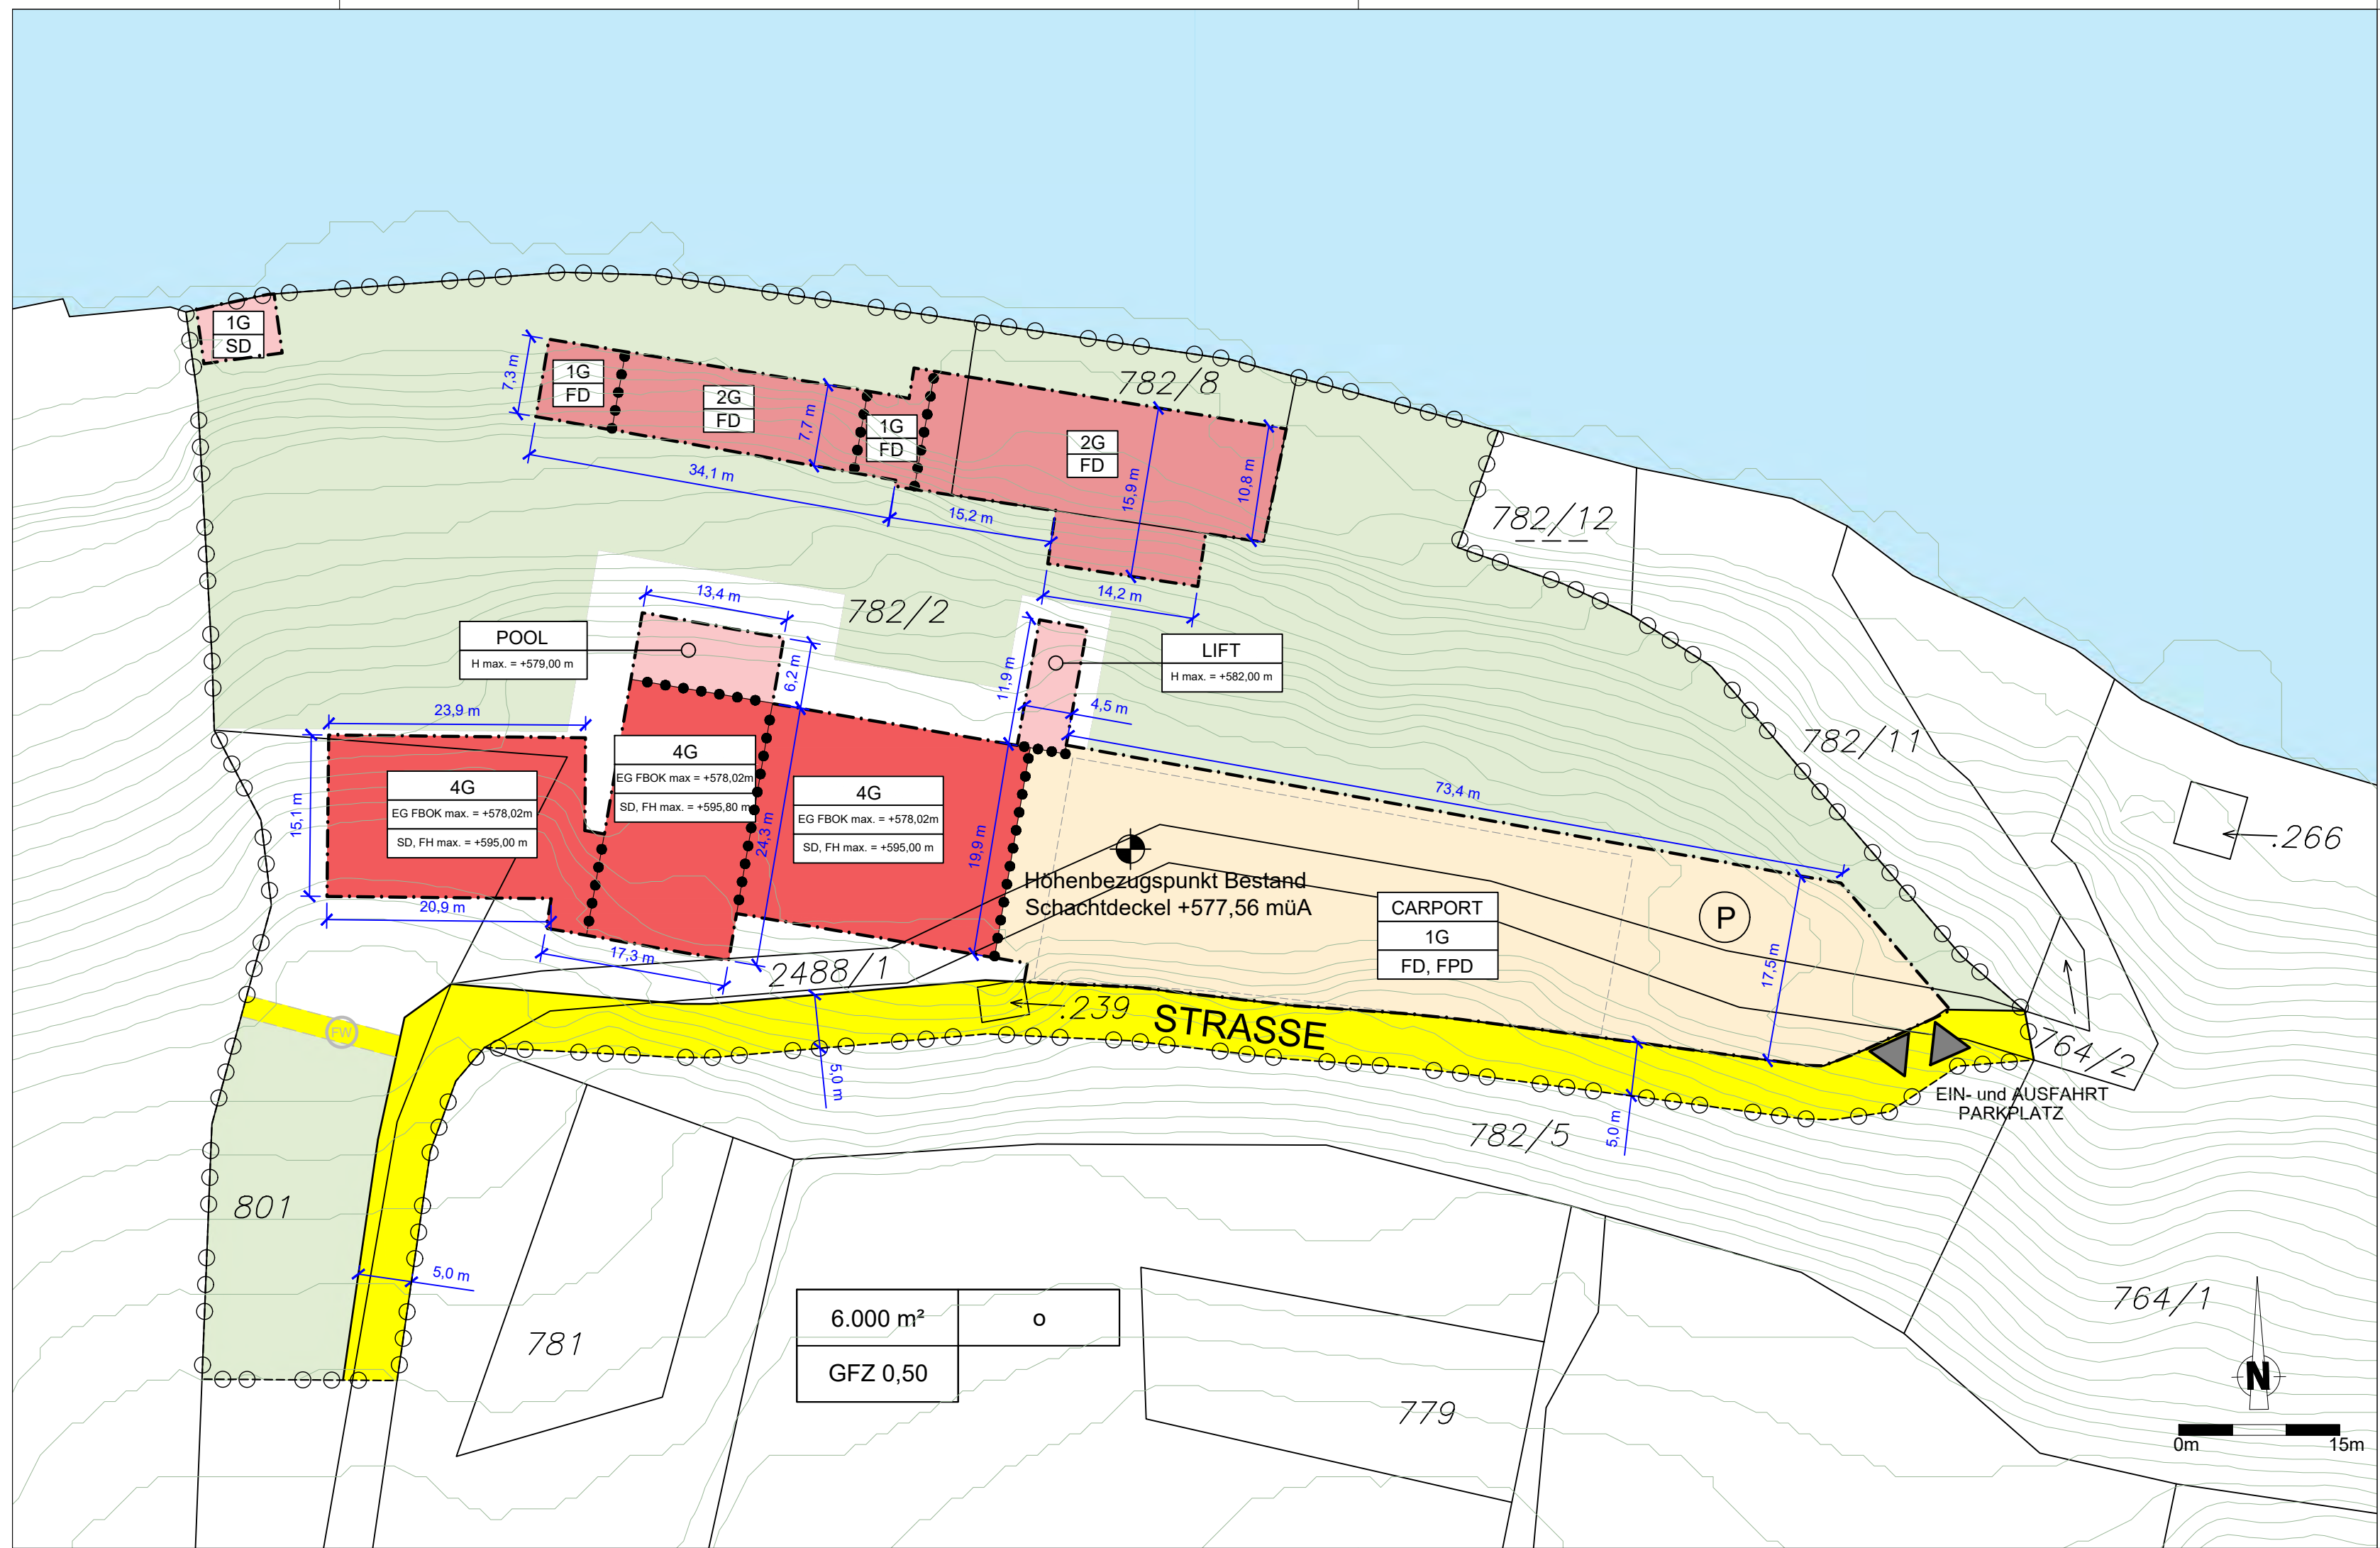 1G
SD
7,3 m
1G
FD
2G
FD
7,7 m
1G
FD
782/8
2G
FD
15,9 m
10,8 m
34,1 m
15,2 m
782/12
14,2 m
13,4 m
782/2
POOL
H max. = +579,00 m
6,2 m
11,9 m
LIFT
H max. = +582,00 m
4,5 m
23,9 m
15,1 m
4G
EG FBOK max. = +578,02m
SD, FH max. = +595,00 m
4G
EG FBOK max = +578,02m
SD, FH max. = +595,80 m
24,3 m
4G
EG FBOK max. = +578,02m
SD, FH max. = +595,00 m
19,9 m
73,4 m
782/11
.266
Höhenbezugspunkt Bestand
Schachtdeckel +577,56 müA
CARPORT
1G
FD, FPD
P
17,5 m
20,9 m
17,3 m
2488/1
.239
STRASSE
FW
5,0 m
5,0 m
764/2
EIN- und AUSFAHRT
PARKPLATZ
782/5
801
5,0 m
781
6.000 m²
o
GFZ 0,50
779
764/1
N
0m
15m